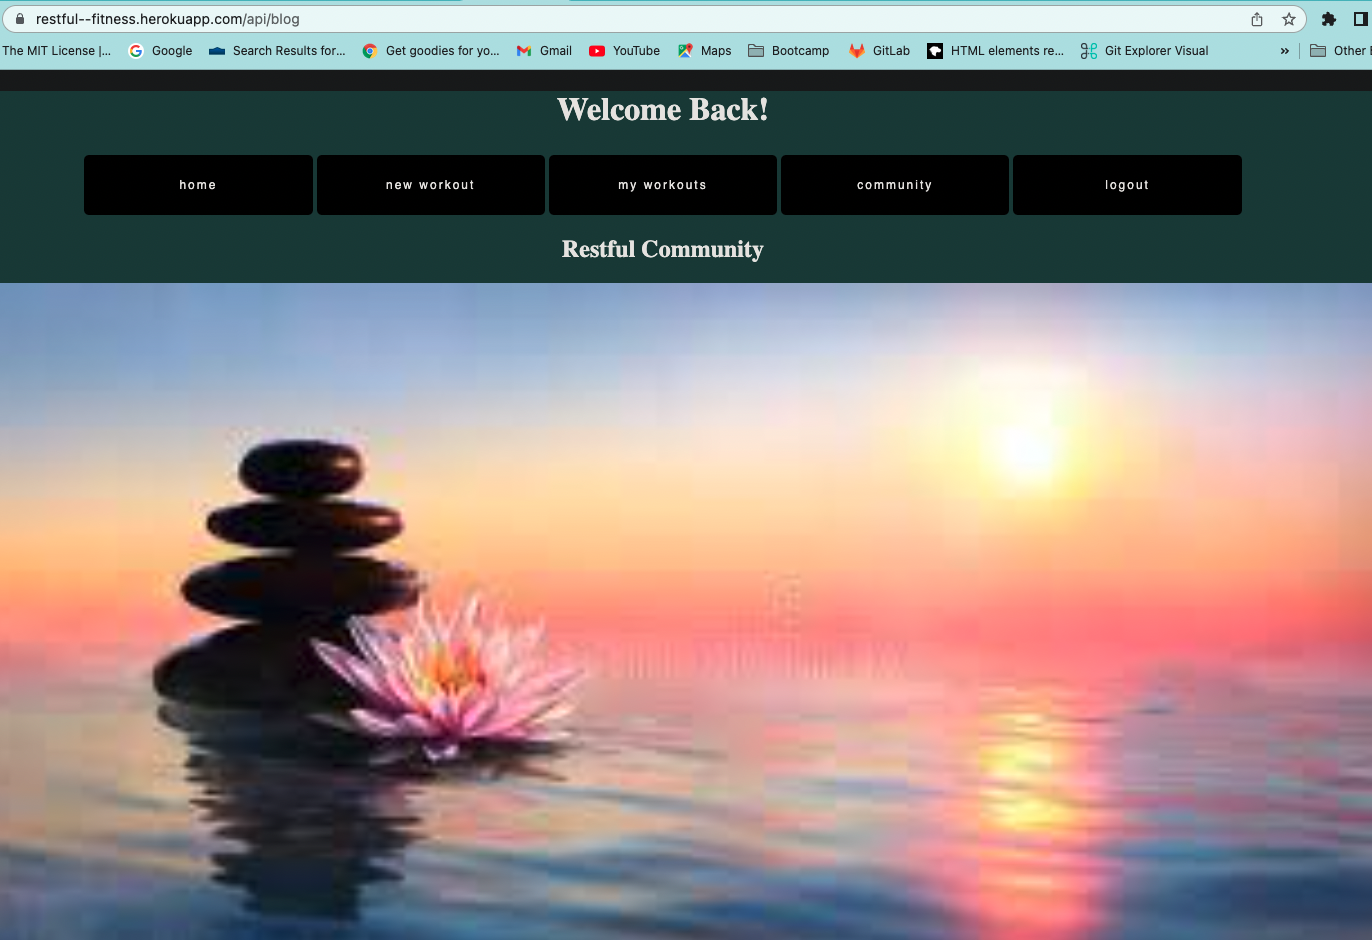 restful--fitness.herokuapp.com/api/blog
The MIT License |... Google Search Results for... Get goodies for yo... Gmail YouTube Maps Bootcamp GitLab HTML elements re... Git Explorer Visual » Other
Welcome Back!
home new workout my workouts community logout
Restful Community